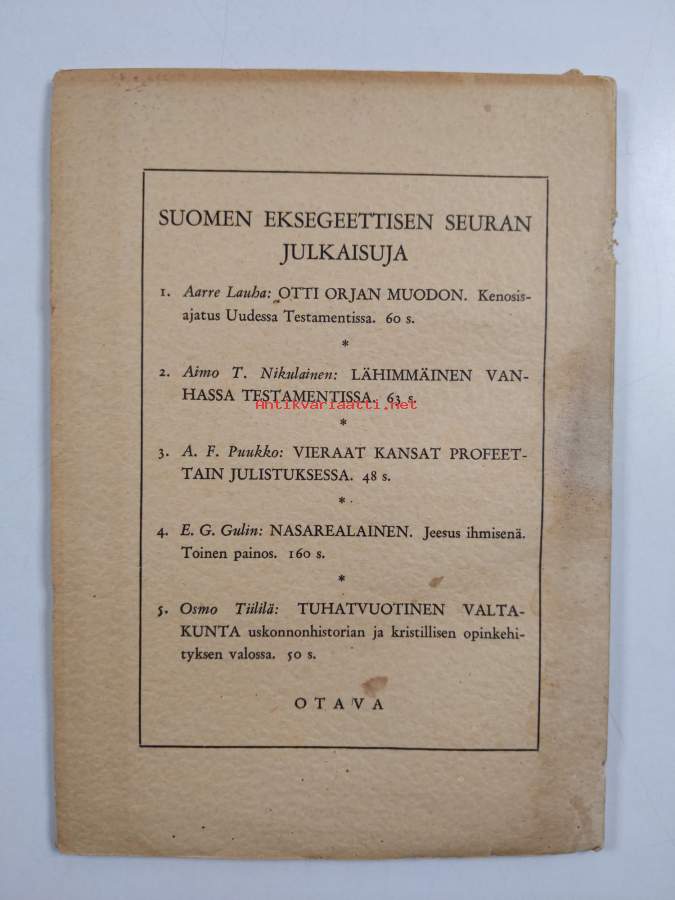 SUOMEN EKSEGEETTISEN SEURAN
JULKAISUJA
1. Aarre Lauha: OTTI ORJAN MUODON. Kenosis-
ajatus Uudessa Testamentissa. 60 s.
*
2. Aimo T. Nikulainen: LÄHIMMÄINEN VAN-
HASSA TESTAMENTISSA. 63 s.
Antikvariaatti.net
*
3. A. F. Puukko: VIERAAT KANSAT PROFEET-
TAIN JULISTUKSESSA. 48 s.
*
4. E. G. Gulin: NASAREALAINEN. Jeesus ihmisenä.
Toinen painos. 160 s.
*
5. Osmo Tiililä: TUHATVUOTINEN VALTA-
KUNTA uskonnonhistorian ja kristillisen opinkehi-
tyksen valossa. 50 s.
OTAVA